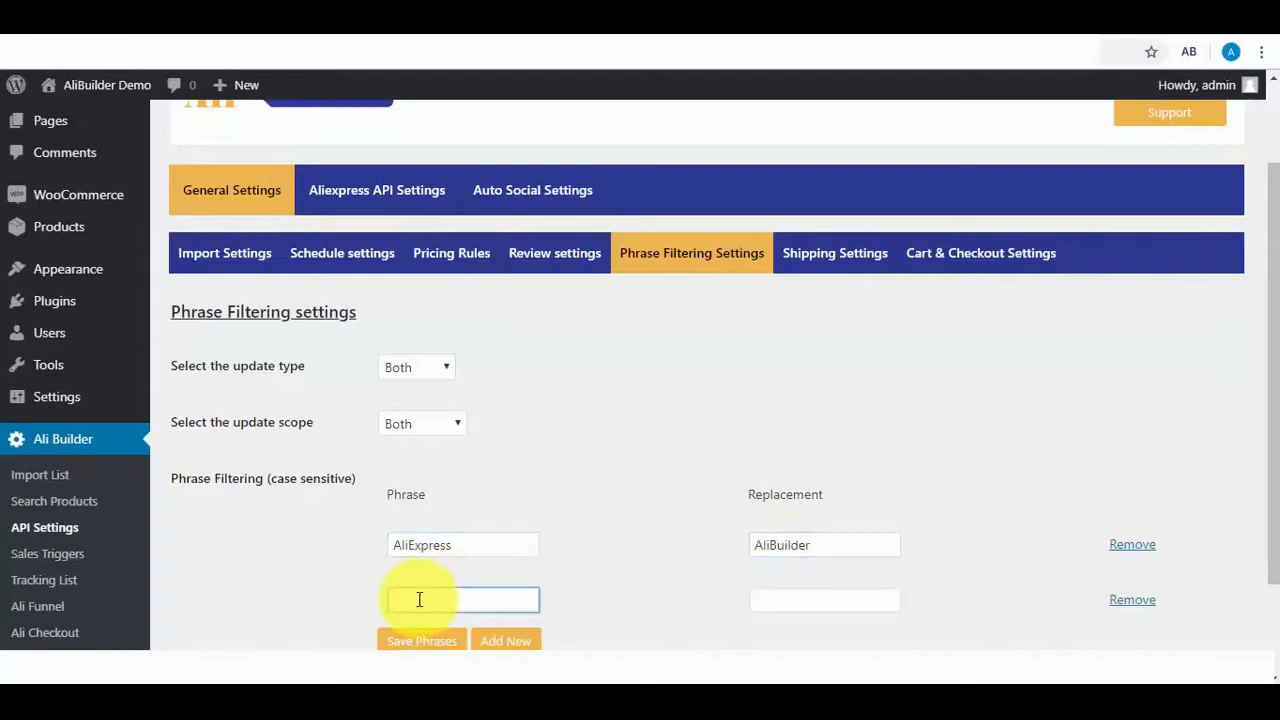 AB A
AliBuilder Demo 0 New Howdy, admin
Support
Pages
Comments
WooCommerce
Products
Appearance
Plugins
Users
Tools
Settings
Ali Builder
Import List
Search Products
API Settings
Sales Triggers
Tracking List
Ali Funnel
Ali Checkout
General Settings Aliexpress API Settings Auto Social Settings
Import Settings Schedule settings Pricing Rules Review settings Phrase Filtering Settings Shipping Settings Cart & Checkout Settings
Phrase Filtering settings
Select the update type Both
Select the update scope Both
Phrase Filtering (case sensitive)
Phrase Replacement
AliExpress AliBuilder Remove
Remove
Save Phrases Add New